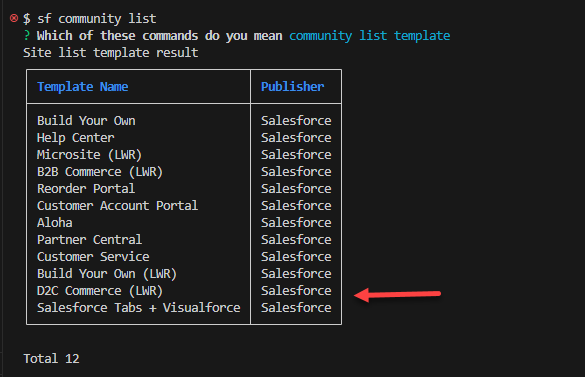 $ sf community list
? Which of these commands do you mean community list template
Site list template result
Template Name Publisher
Build Your Own Salesforce
Help Center Salesforce
Microsite (LWR) Salesforce
B2B Commerce (LWR) Salesforce
Reorder Portal Salesforce
Customer Account Portal Salesforce
Aloha Salesforce
Partner Central Salesforce
Customer Service Salesforce
Build Your Own (LWR) Salesforce
D2C Commerce (LWR) Salesforce
Salesforce Tabs + Visualforce Salesforce
Total 12